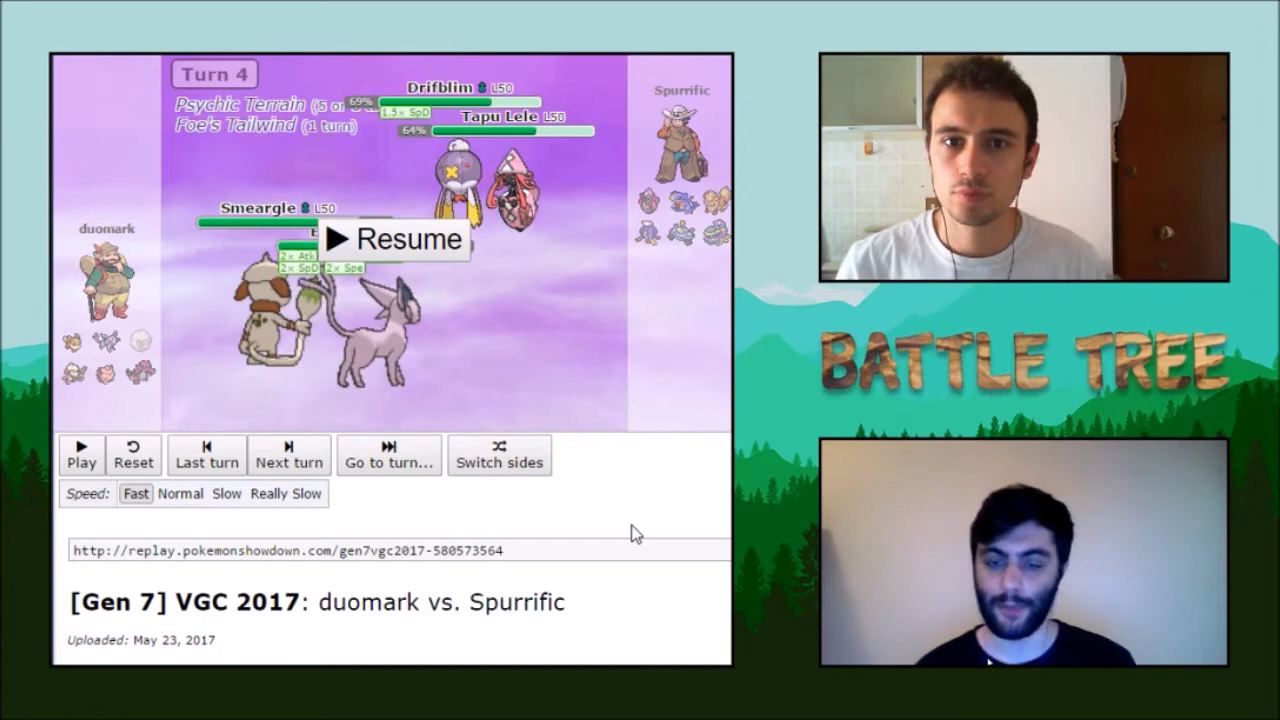 Turn 4
Psychic Terrain (5 or
Foe's Tailwind (1 turn)
Drifblim L50
69%
1.5× SpD
Tapu Lele L50
64%
Spurrific
duomark
Smeargle L50
Resume
2× Atk
2× SpD 2× Spe
BATTLE TREE
Play
Reset
Last turn
Next turn
Go to turn...
Switch sides
Speed: Fast Normal Slow Really Slow
http://replay.pokemonshowdown.com/gen7vgc2017-580573564
[Gen 7] VGC 2017: duomark vs. Spurrific
Uploaded: May 23, 2017